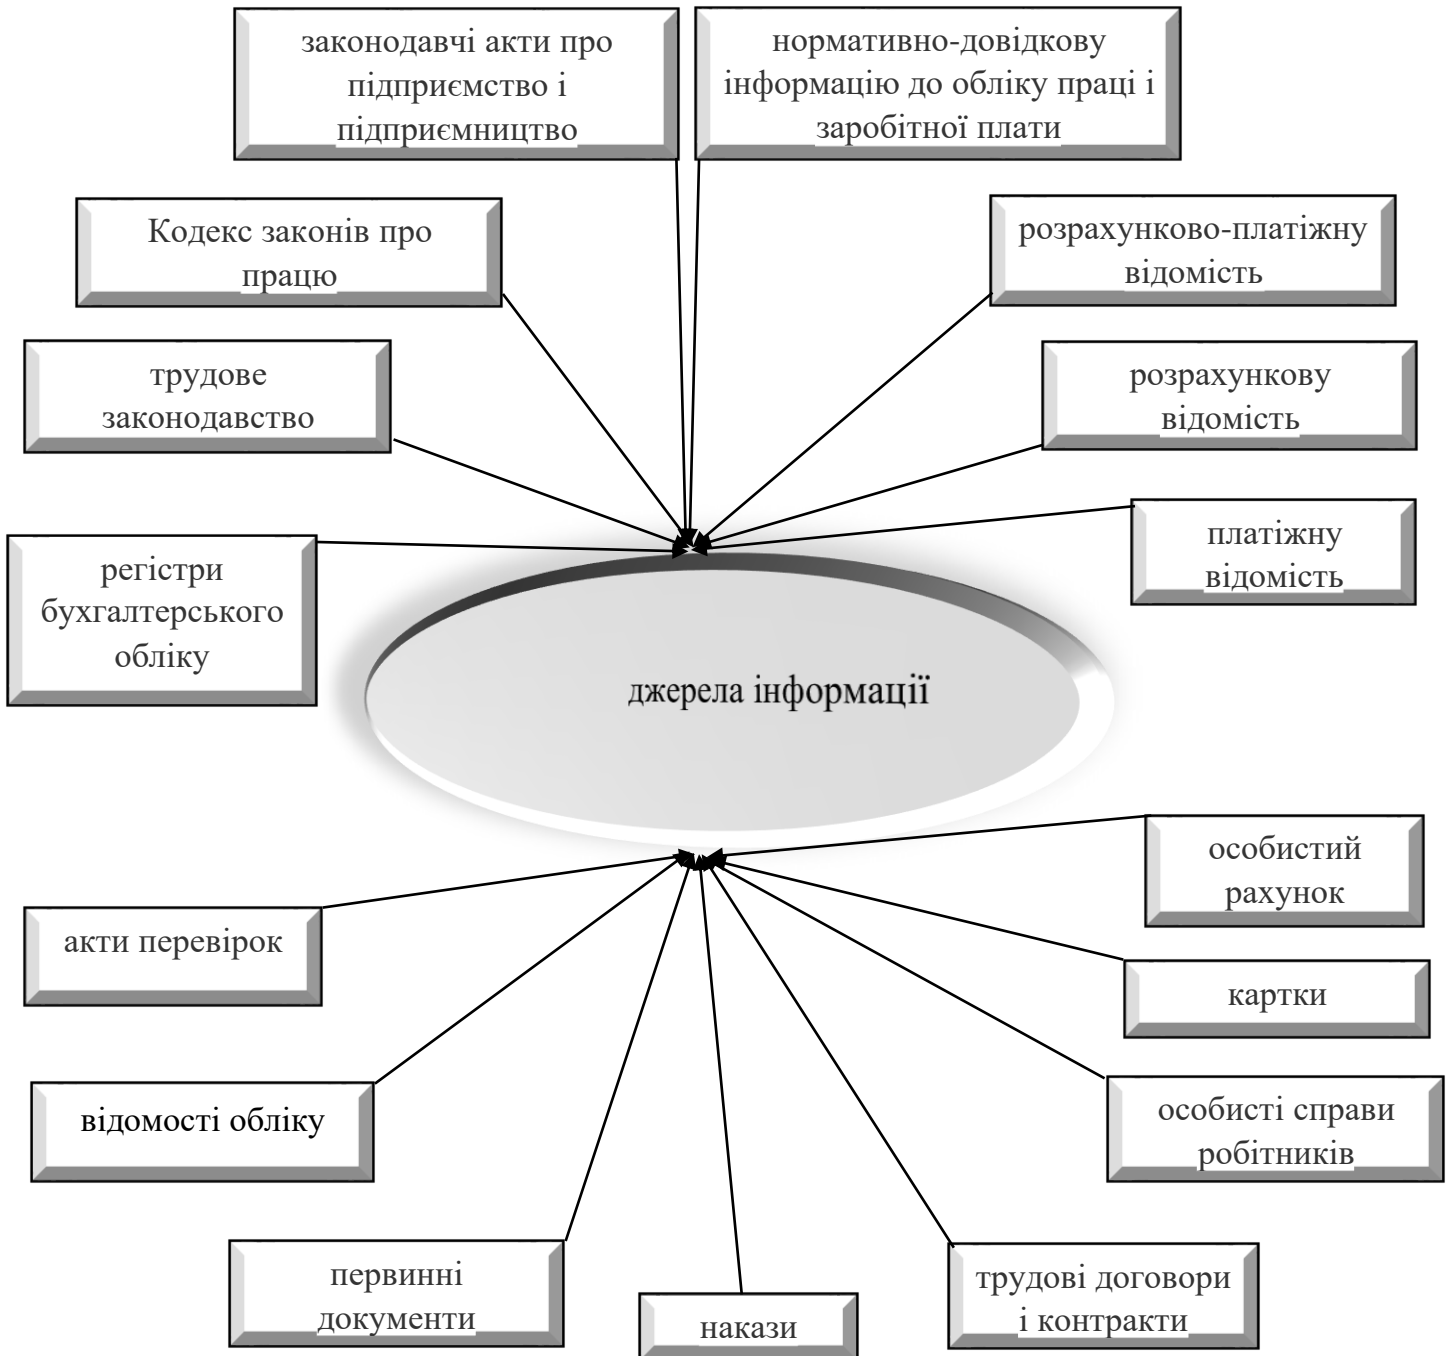 законодавчі акти про
підприємство і
підприємництво
нормативно-довідкову
інформацію до обліку праці і
заробітної плати
Кодекс законів про
працю
розрахунково-платіжну
відомість
трудове
законодавство
розрахункову
відомість
регістри
бухгалтерського
обліку
платіжну
відомість
джерела інформації
особистий
рахунок
акти перевірок
картки
відомості обліку
особисті справи
робітників
первинні
документи
накази
трудові договори
і контракти